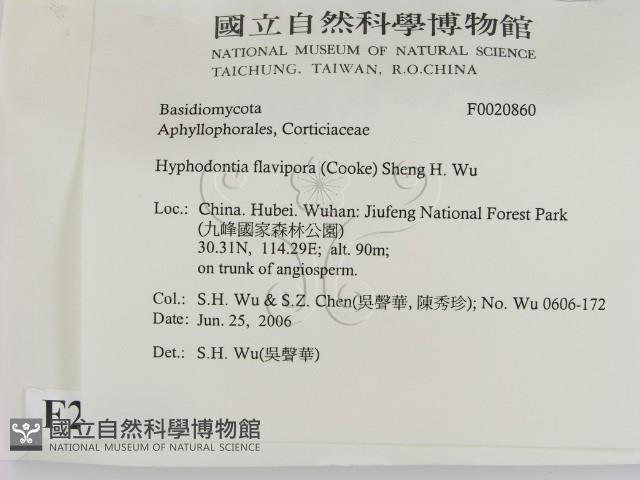 國立自然科學博物館
NATIONAL MUSEUM OF NATURAL SCIENCE
TAICHUNG, TAIWAN, R.O.CHINA
Basidiomycota F0020860
Aphyllophorales, Corticiaceae
Hyphodontia flavipora (Cooke) Sheng H. Wu
Loc.: China. Hubei. Wuhan: Jiufeng National Forest Park
(九峰國家森林公園)
30.31N, 114.29E; alt. 90m;
on trunk of angiosperm.
Col.: S.H. Wu & S.Z. Chen(吳聲華, 陳秀珍); No. Wu 0606-172
Date: Jun. 25, 2006
Det.: S.H. Wu(吳聲華)
F2
國立自然科學博物館
NATIONAL MUSEUM OF NATURAL SCIENCE